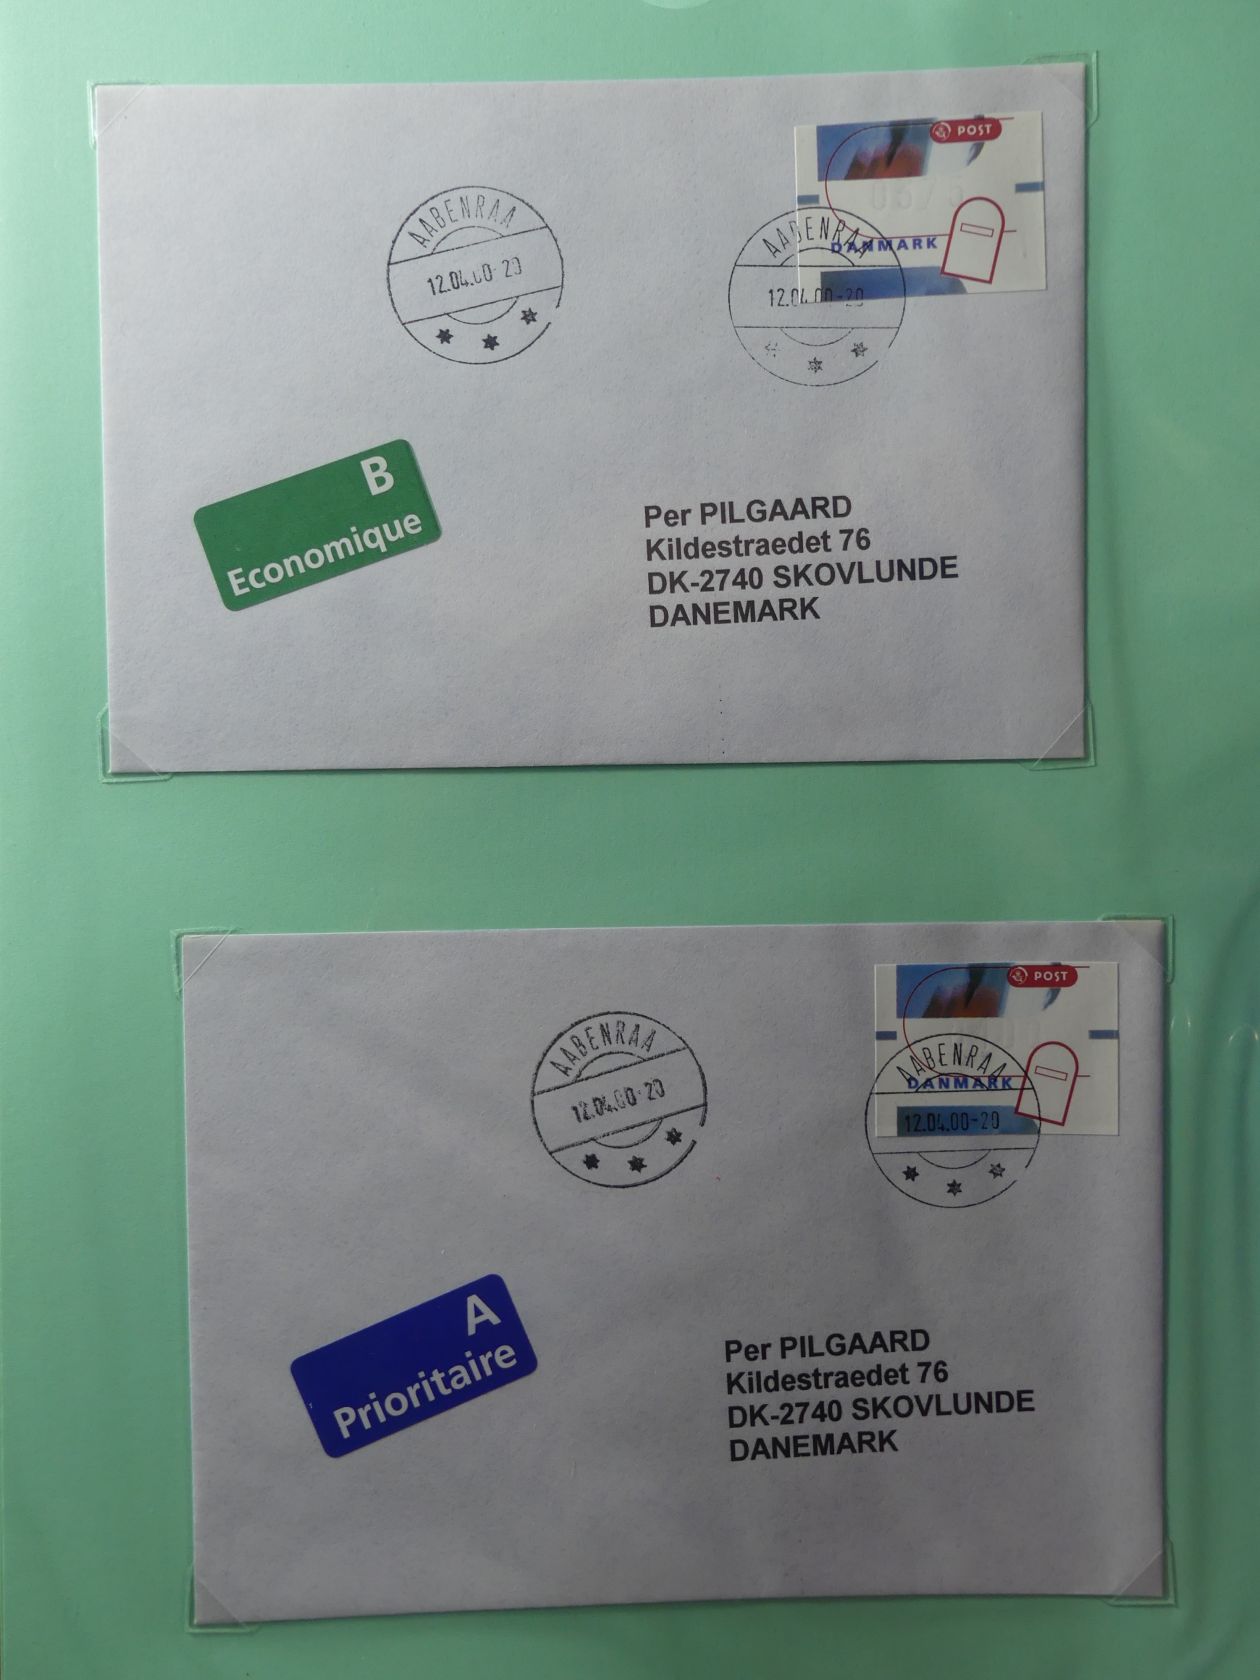 POST
DANMARK
AABENRAA
12.04.00-20
AABENRAA
12.04.00-20
B
Economique
Per PILGAARD
Kildestraedet 76
DK-2740 SKOVLUNDE
DANEMARK
POST
DANMARK
AABENRAA
12.04.00-20
AABENRAA
12.04.00-20
A
Prioritaire
Per PILGAARD
Kildestraedet 76
DK-2740 SKOVLUNDE
DANEMARK